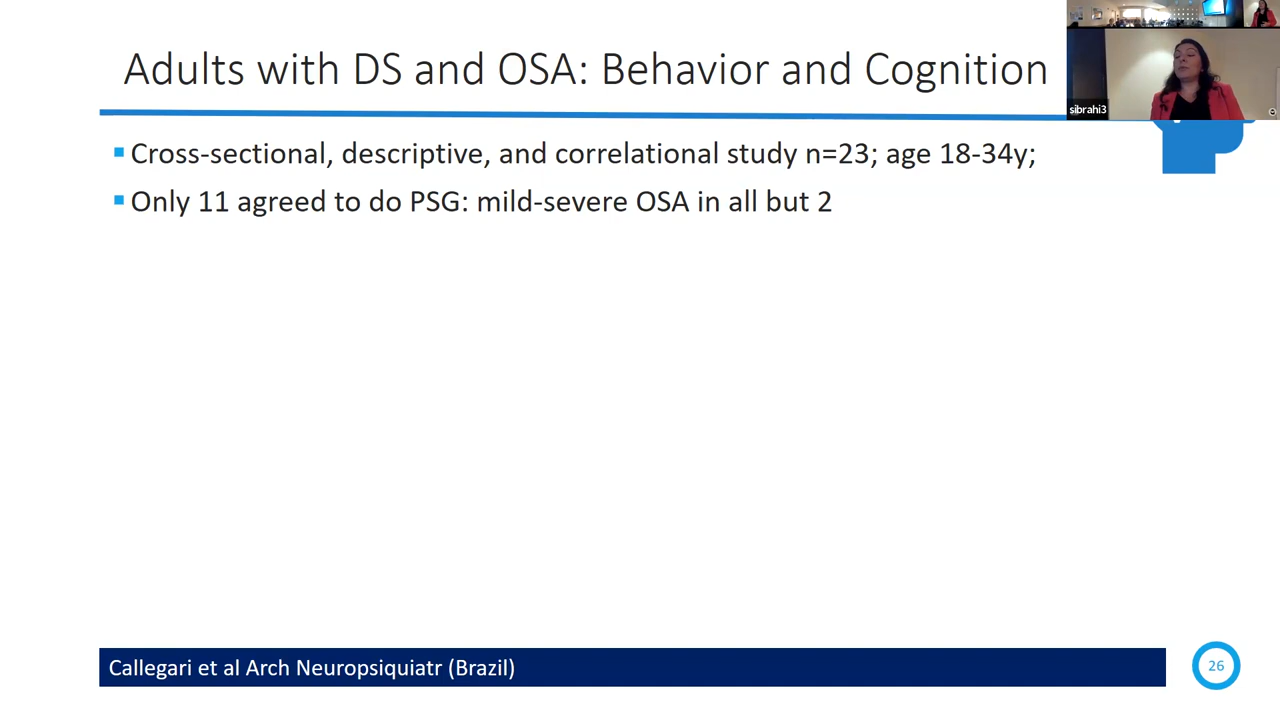 Adults with DS and OSA: Behavior and Cognition
sibrahi3
Cross-sectional, descriptive, and correlational study n=23; age 18-34y;
Only 11 agreed to do PSG: mild-severe OSA in all but 2
Callegari et al Arch Neuropsiquiatr (Brazil)
26